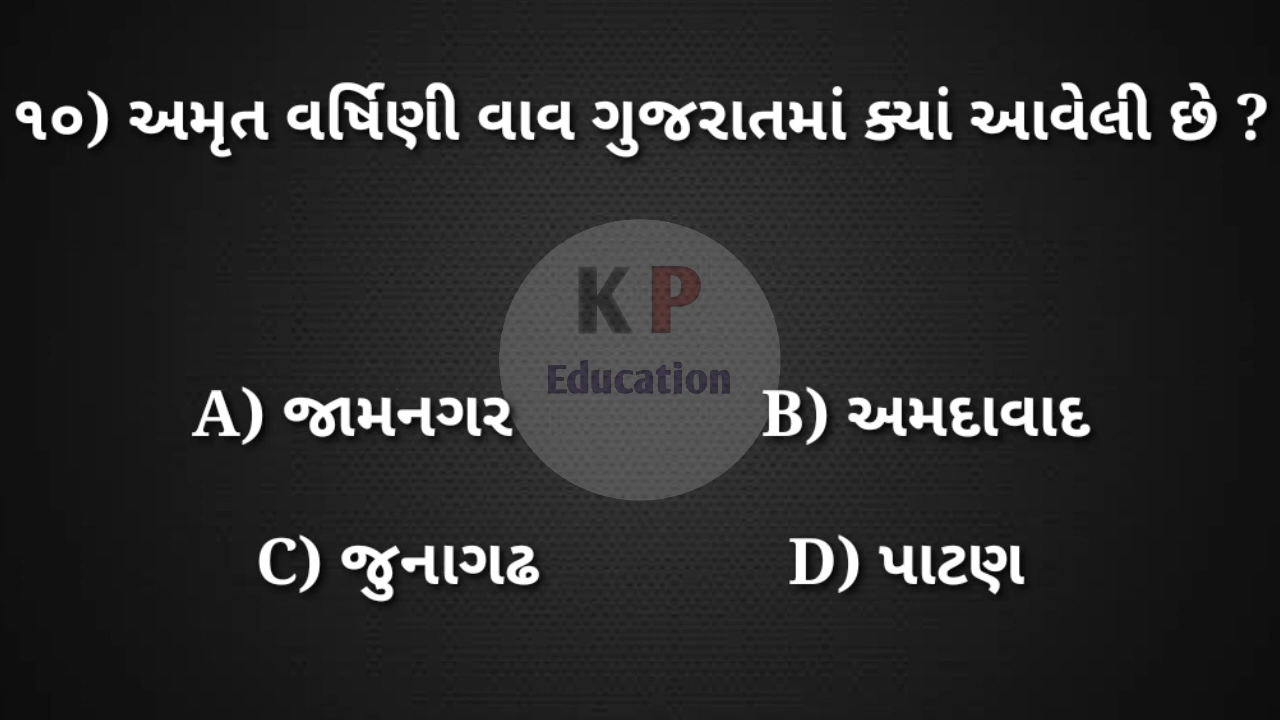 ૧૦) અમૃત વર્ષિણી વાવ ગુજરાતમાં ક્યાં આવેલી છે ?
K P
Education
A) જામનગર B) અમદાવાદ
C) જુનાગઢ D) પાટણ